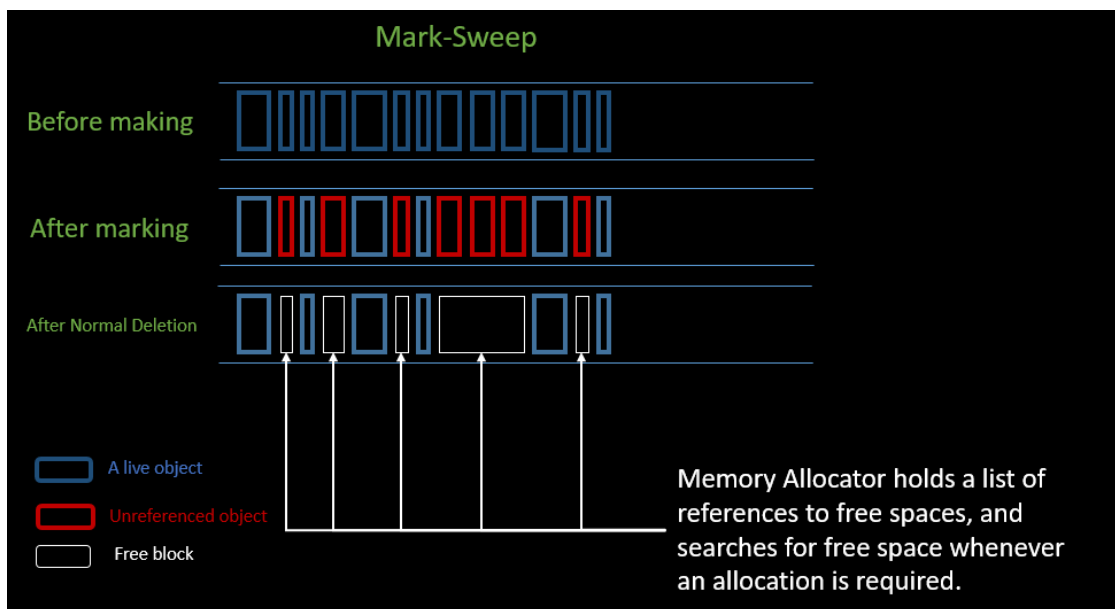 Mark-Sweep
Before making
After marking
After Normal Deletion
A live object
Unreferenced object
Free block
Memory Allocator holds a list of
references to free spaces, and
searches for free space whenever
an allocation is required.